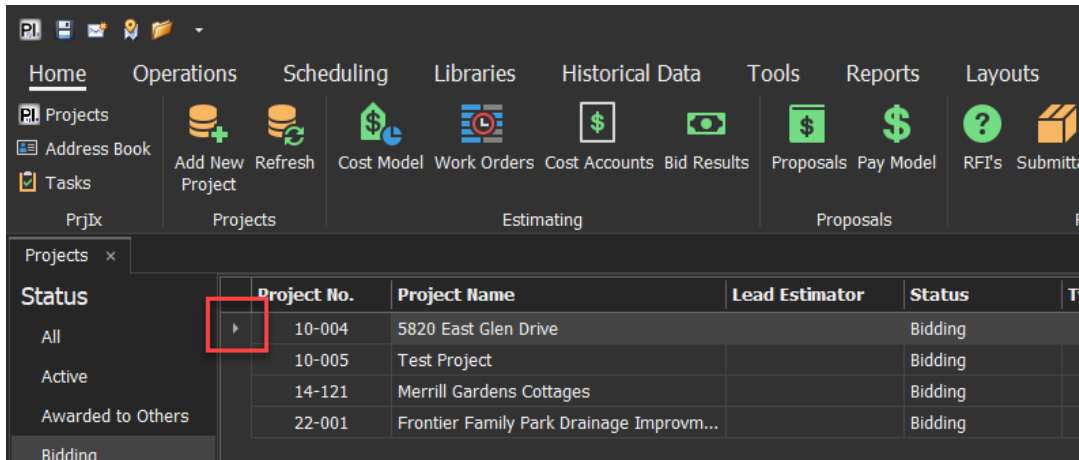 PI.
Home Operations Scheduling Libraries Historical Data Tools Reports Layouts
PI. Projects
Address Book
Tasks
PrjIx
Add New Project
Refresh
Projects
Cost Model Work Orders Cost Accounts Bid Results
Estimating
Proposals Pay Model
Proposals
RFI's Submitta
Projects ×
Status
All
Active
Awarded to Others
Bidding
Project No. Project Name Lead Estimator Status T
10-004 5820 East Glen Drive Bidding
10-005 Test Project Bidding
14-121 Merrill Gardens Cottages Bidding
22-001 Frontier Family Park Drainage Improvm... Bidding